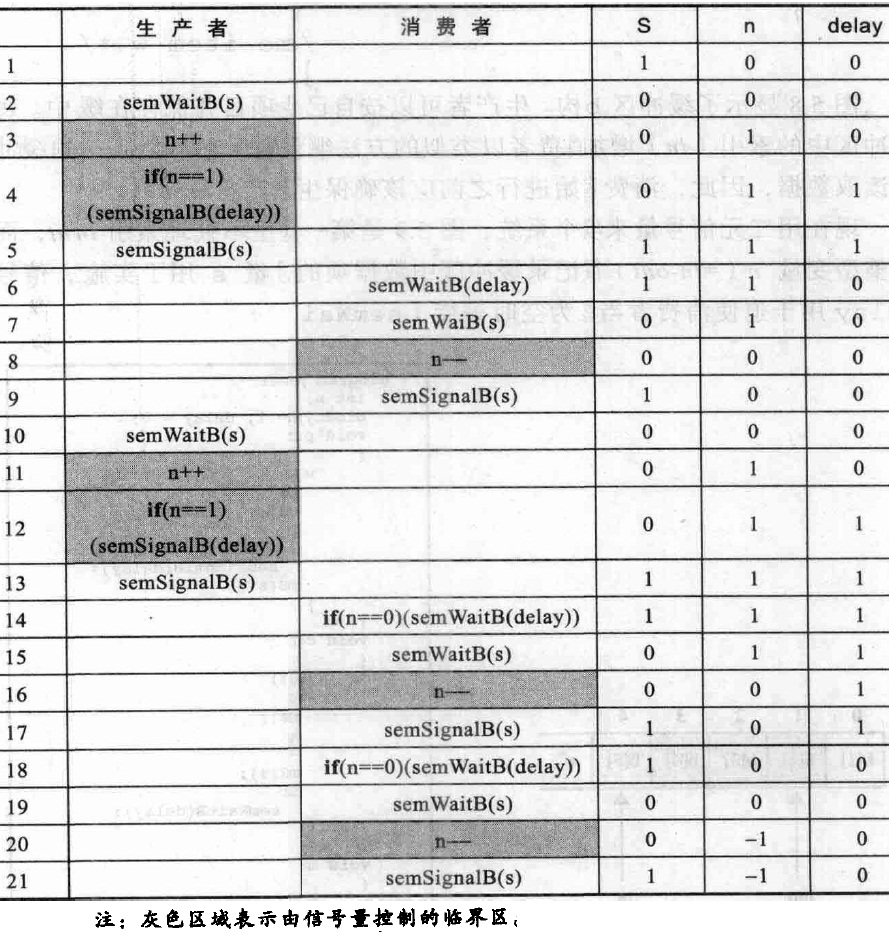 生产者 消费者 S n delay
1 1 0 0
2 semWaitB(s) 0 0 0
3 n++ 0 1 0
4 if(n==1) (semSignalB(delay)) 0 1 1
5 semSignalB(s) 1 1 1
6 semWaitB(delay) 1 1 0
7 semWaiB(s) 0 1 0
8 n— 0 0 0
9 semSignalB(s) 1 0 0
10 semWaitB(s) 0 0 0
11 n++ 0 1 0
12 if(n==1) (semSignalB(delay)) 0 1 1
13 semSignalB(s) 1 1 1
14 if(n==0)(semWaitB(delay)) 1 1 1
15 semWaitB(s) 0 1 1
16 n— 0 0 1
17 semSignalB(s) 1 0 1
18 if(n==0)(semWaitB(delay)) 1 0 0
19 semWaitB(s) 0 0 0
20 n— 0 −1 0
21 semSignalB(s) 1 −1 0
注：灰色区域表示由信号量控制的临界区。